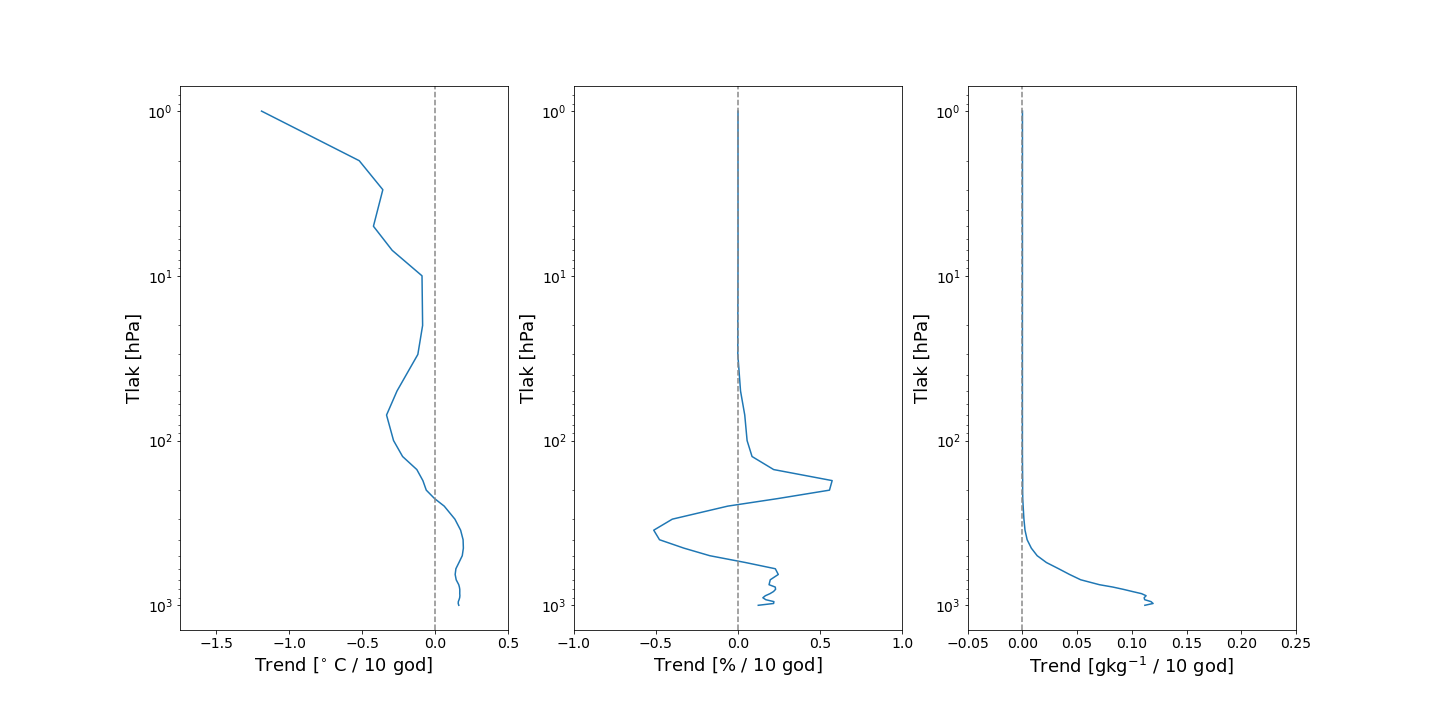 10⁰
10¹
10²
10³
Tlak [hPa]
−1.5 −1.0 −0.5 0.0 0.5
Trend [° C / 10 god]
10⁰
10¹
10²
10³
Tlak [hPa]
−1.0 −0.5 0.0 0.5 1.0
Trend [% / 10 god]
10⁰
10¹
10²
10³
Tlak [hPa]
−0.05 0.00 0.05 0.10 0.15 0.20 0.25
Trend [gkg⁻¹ / 10 god]